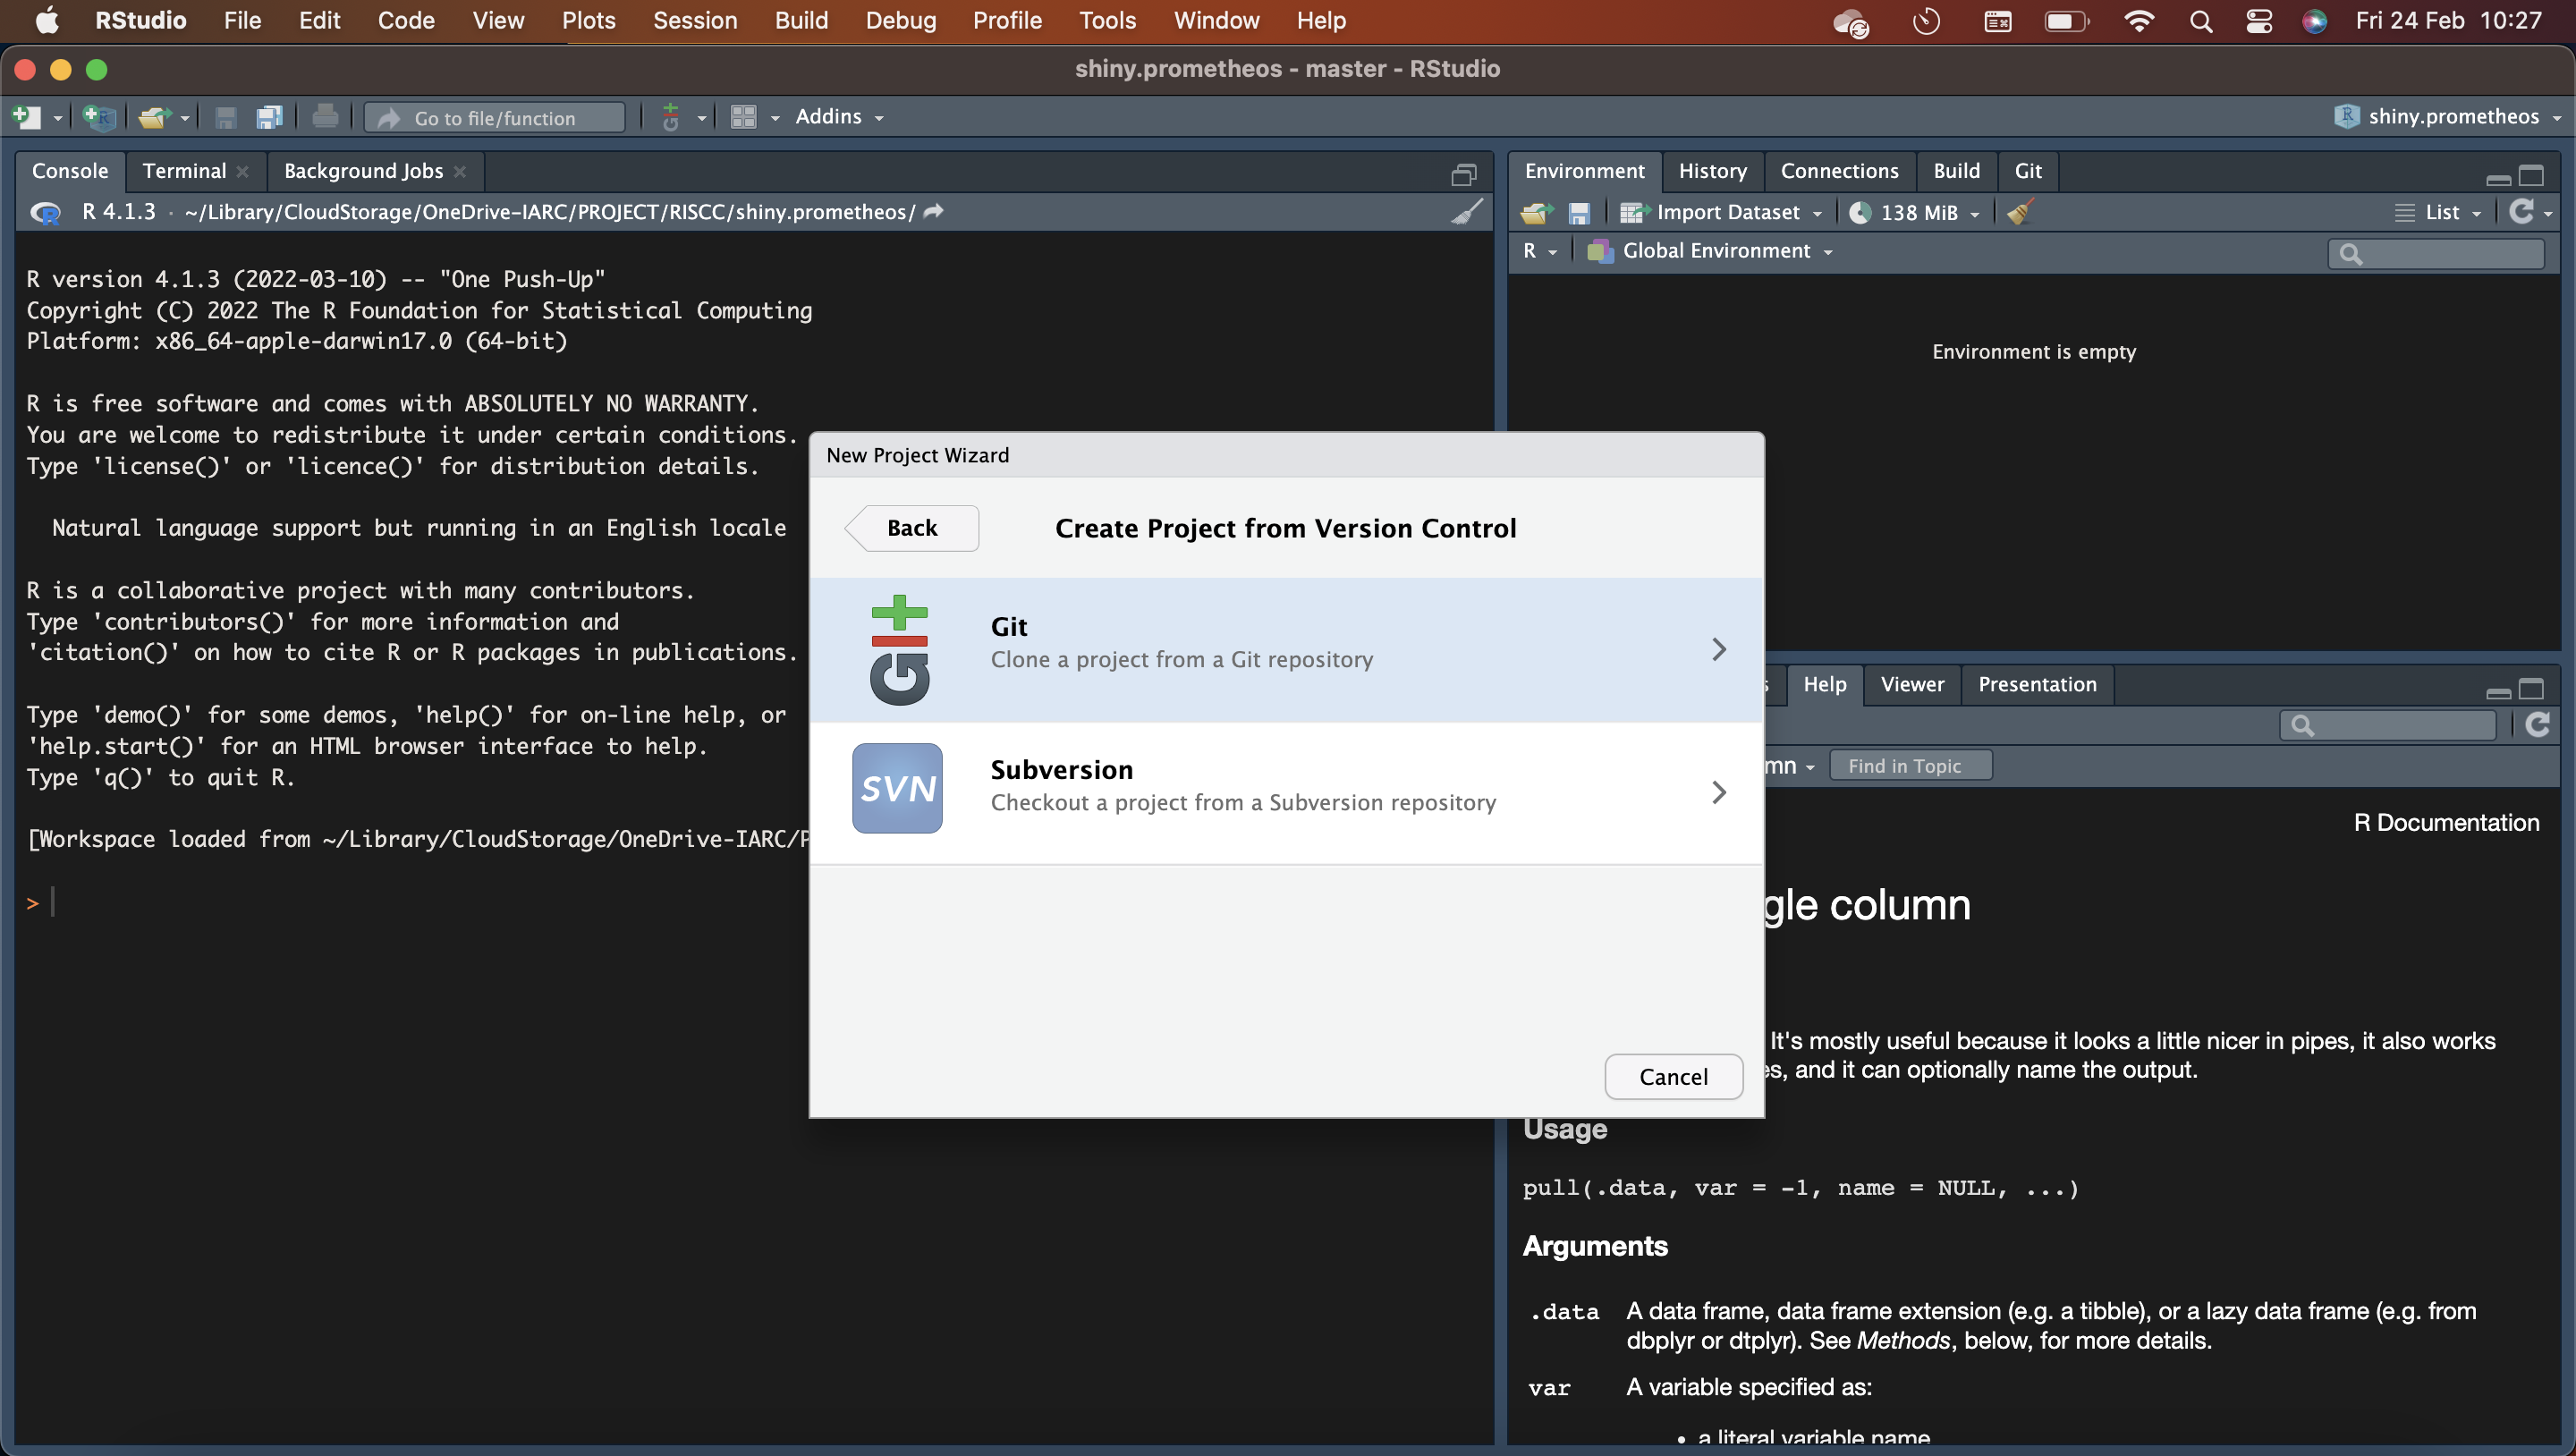 RStudio File Edit Code View Plots Session Build Debug Profile Tools Window Help Fri 24 Feb 10:27
shiny.prometheos - master - RStudio
Go to file/function Addins shiny.prometheos
Console Terminal Background Jobs
R 4.1.3 · ~/Library/CloudStorage/OneDrive-IARC/PROJECT/RISCC/shiny.prometheos/
R version 4.1.3 (2022-03-10) -- "One Push-Up"
Copyright (C) 2022 The R Foundation for Statistical Computing
Platform: x86_64-apple-darwin17.0 (64-bit)
R is free software and comes with ABSOLUTELY NO WARRANTY.
You are welcome to redistribute it under certain conditions.
Type 'license()' or 'licence()' for distribution details.
Natural language support but running in an English locale
R is a collaborative project with many contributors.
Type 'contributors()' for more information and
'citation()' on how to cite R or R packages in publications.
Type 'demo()' for some demos, 'help()' for on-line help, or
'help.start()' for an HTML browser interface to help.
Type 'q()' to quit R.
[Workspace loaded from ~/Library/CloudStorage/OneDrive-IARC/P
>
New Project Wizard
Back Create Project from Version Control
Git
Git
Clone a project from a Git repository
SVN
Subversion
Checkout a project from a Subversion repository
Cancel
Environment History Connections Build Git
Import Dataset 138 MiB List
R Global Environment
Environment is empty
Help Viewer Presentation
mn Find in Topic
R Documentation
gle column
It's mostly useful because it looks a little nicer in pipes, it also works
es, and it can optionally name the output.
Usage
pull(.data, var = -1, name = NULL, ...)
Arguments
.data A data frame, data frame extension (e.g. a tibble), or a lazy data frame (e.g. from
dbplyr or dtplyr). See Methods, below, for more details.
var A variable specified as:
• a literal variable name